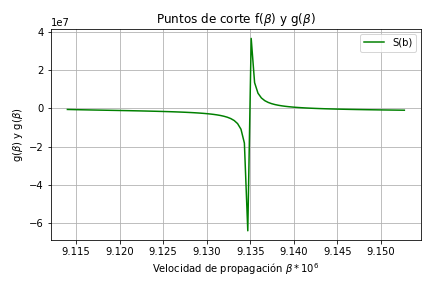 Puntos de corte f(β) y g(β)
1e7
S(b)
4
2
0
−2
−4
−6
g(β) y g(β)
9.115 9.120 9.125 9.130 9.135 9.140 9.145 9.150
Velocidad de propagación β * 10⁶